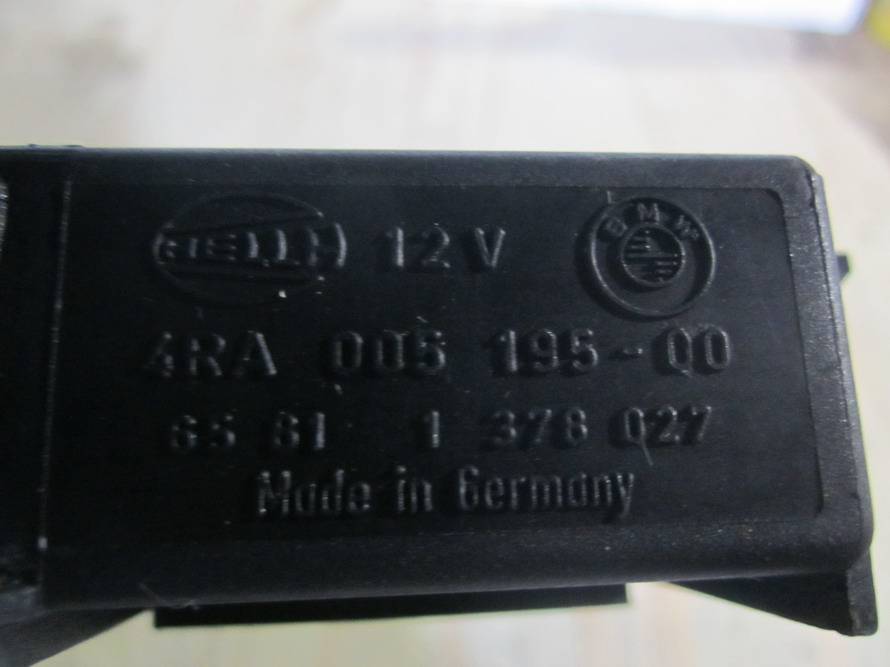 HELLA 12V BMW
4RA 005 195-00
65 81 1 378 027
Made in Germany